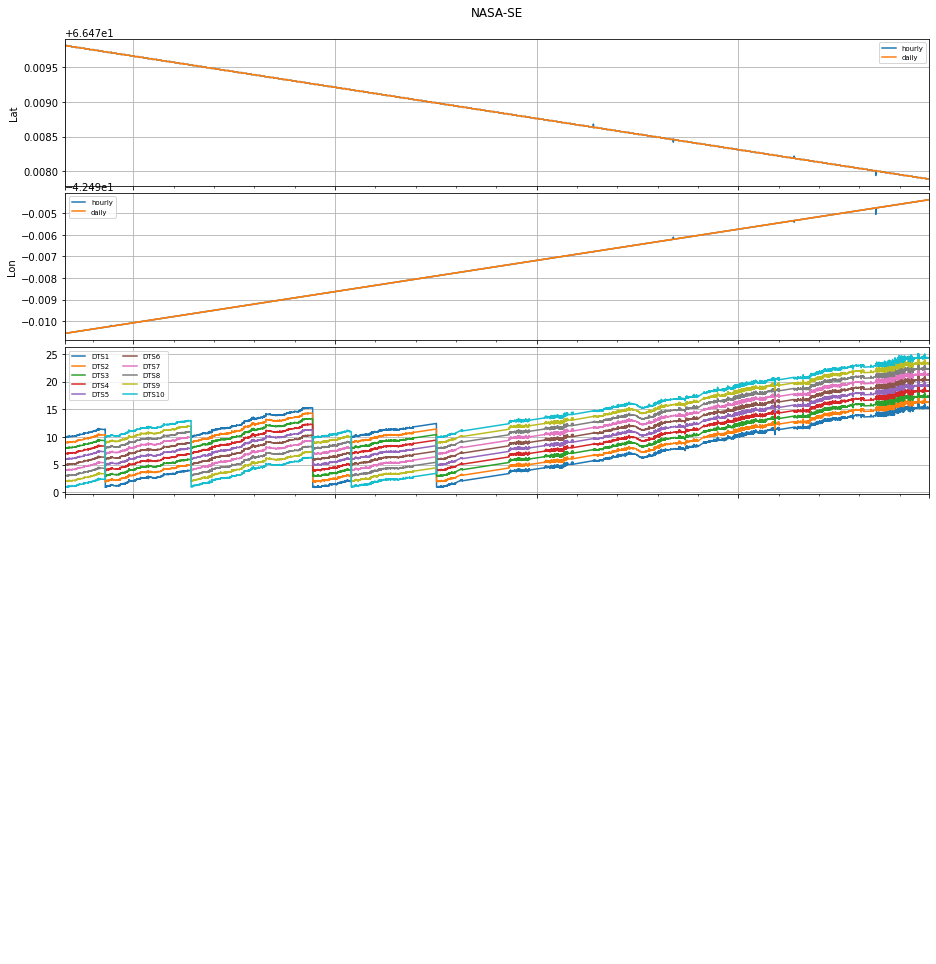 NASA-SE
+6.647e1
hourly
daily
0.0095
0.0090
0.0085
0.0080
Lat
−4.249e1
hourly
daily
−0.005
−0.006
−0.007
−0.008
−0.009
−0.010
Lon
DTS1 DTS6
DTS2 DTS7
DTS3 DTS8
DTS4 DTS9
DTS5 DTS10
25
20
15
10
5
0